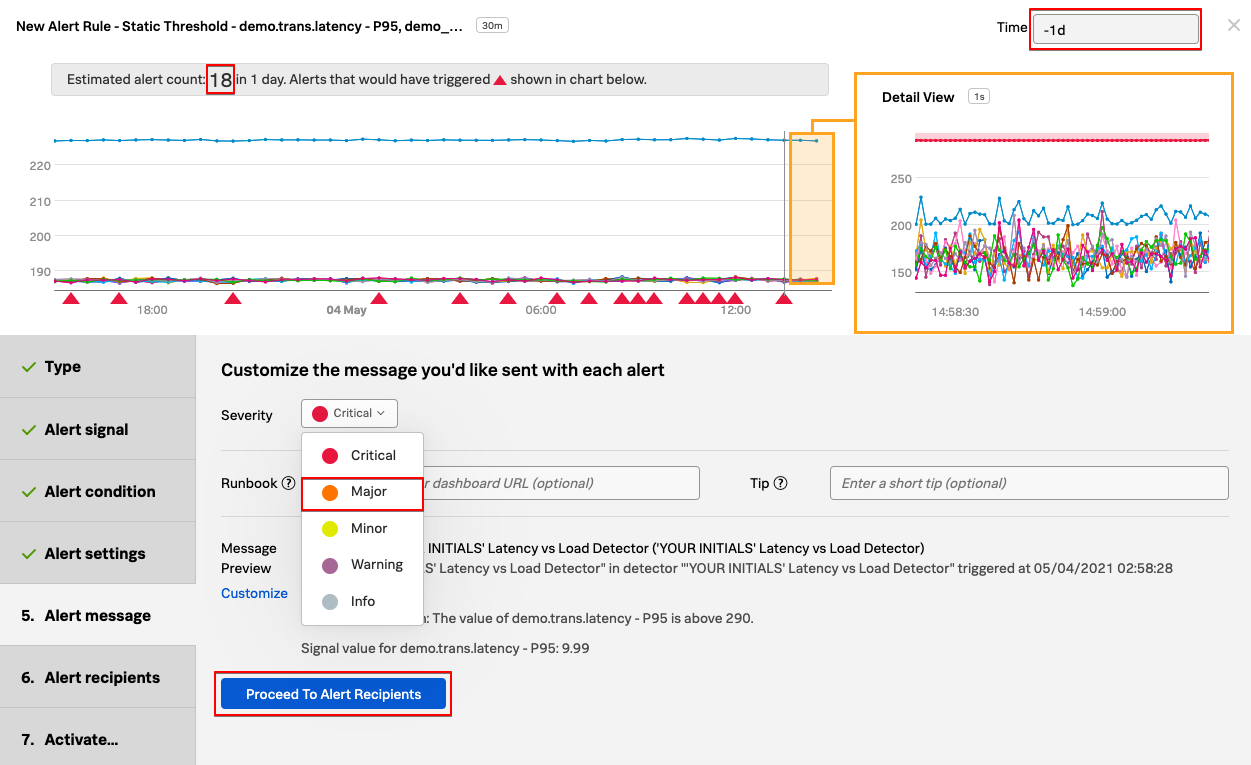 New Alert Rule - Static Threshold - demo.trans.latency - P95, demo_... 30m
Time -1d
Estimated alert count: 18 in 1 day. Alerts that would have triggered shown in chart below.
220
210
200
190
18:00 04 May 06:00 12:00
Detail View 1s
250
200
150
14:58:30 14:59:00
Type
Alert signal
Alert condition
Alert settings
5. Alert message
6. Alert recipients
7. Activate...
Customize the message you'd like sent with each alert
Severity Critical
Critical
Major
Minor
Warning
Info
Runbook ? r dashboard URL (optional) Tip ? Enter a short tip (optional)
Message Preview
Customize
INITIALS' Latency vs Load Detector ('YOUR INITIALS' Latency vs Load Detector)
S' Latency vs Load Detector" in detector "'YOUR INITIALS' Latency vs Load Detector" triggered at 05/04/2021 02:58:28
: The value of demo.trans.latency - P95 is above 290.
Signal value for demo.trans.latency - P95: 9.99
Proceed To Alert Recipients